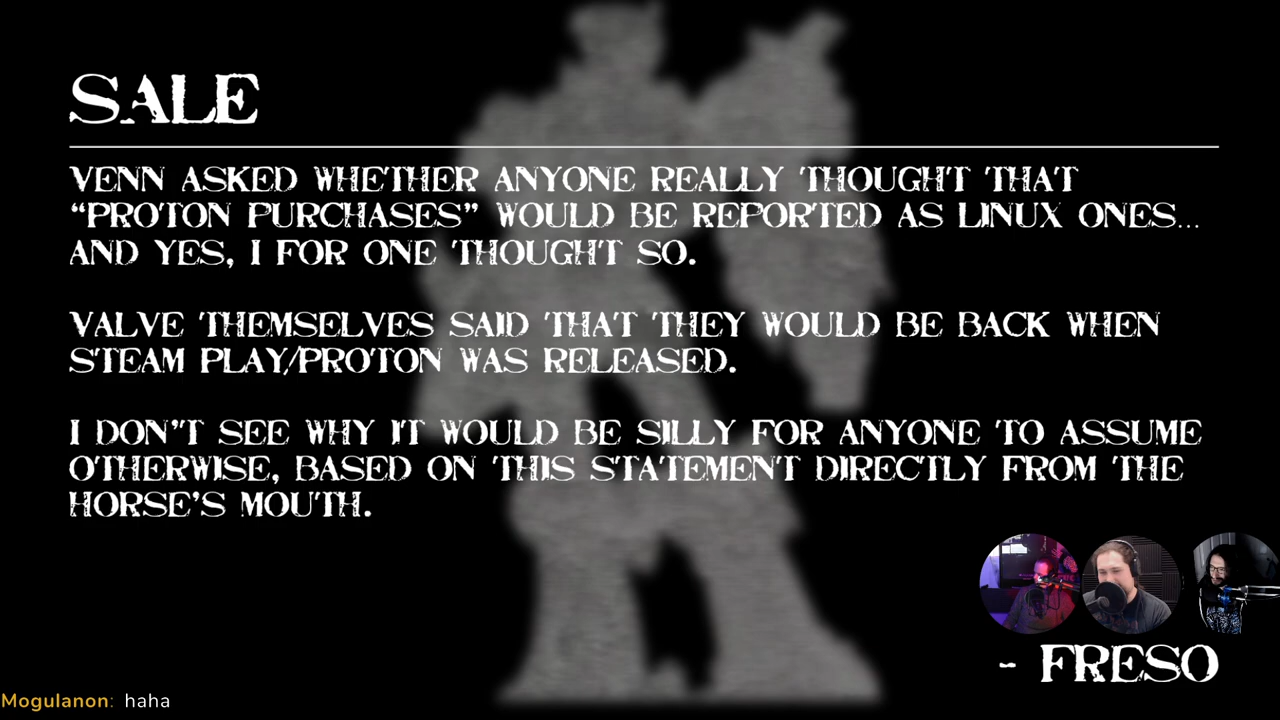 SALE
VENN ASKED WHETHER ANYONE REALLY THOUGHT THAT
“PROTON PURCHASES” WOULD BE REPORTED AS LINUX ONES...
AND YES, I FOR ONE THOUGHT SO.
VALVE THEMSELVES SAID THAT THEY WOULD BE BACK WHEN
STEAM PLAY/PROTON WAS RELEASED.
I DON”T SEE WHY IT WOULD BE SILLY FOR ANYONE TO ASSUME
OTHERWISE, BASED ON THIS STATEMENT DIRECTLY FROM THE
HORSE’S MOUTH.
- FRESO
Mogulanon: haha